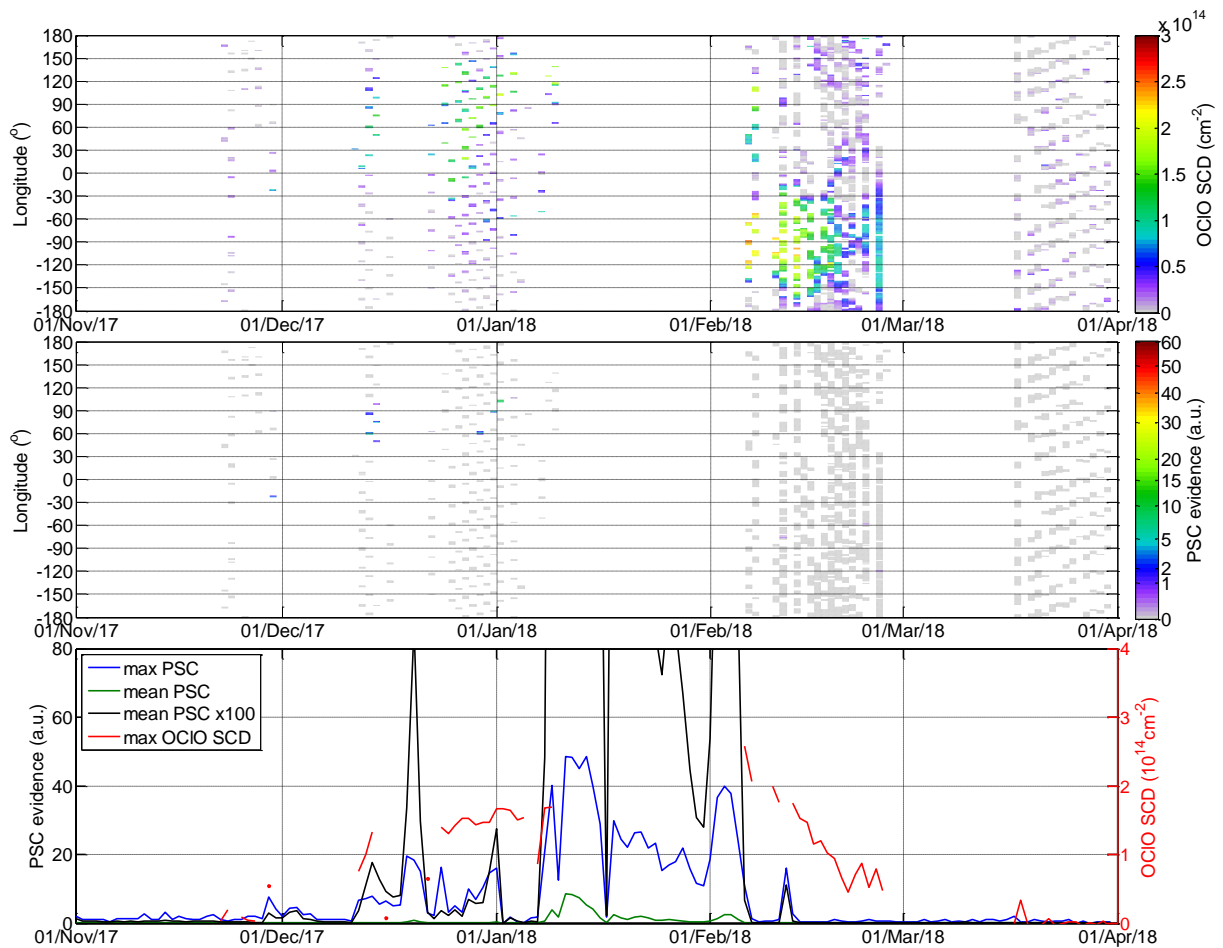 x 10^14
180
150
120
90
60
30
0
-30
-60
-90
-120
-150
-180
Longitude (°)
01/Nov/17
01/Dec/17
01/Jan/18
01/Feb/18
01/Mar/18
01/Apr/18
3
2.5
2
1.5
1
0.5
0
OClO SCD (cm^-2)
180
150
120
90
60
30
0
-30
-60
-90
-120
-150
-180
Longitude (°)
01/Nov/17
01/Dec/17
01/Jan/18
01/Feb/18
01/Mar/18
01/Apr/18
60
50
40
30
20
15
10
5
2
1
0
PSC evidence (a.u.)
80
60
40
20
0
PSC evidence (a.u.)
max PSC
mean PSC
mean PSC x100
max OClO SCD
01/Nov/17
01/Dec/17
01/Jan/18
01/Feb/18
01/Mar/18
01/Apr/18
4
3
2
1
0
OClO SCD (10^14cm^-2)